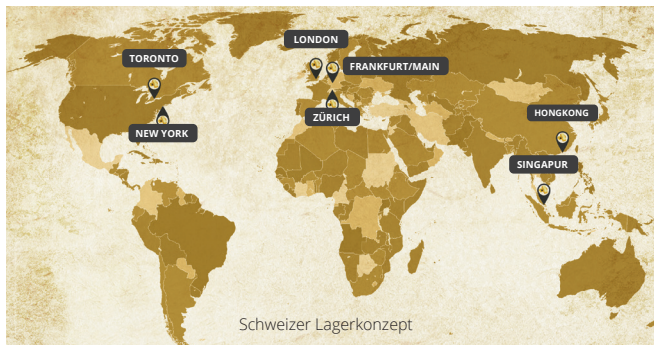 LONDON
TORONTO
FRANKFURT/MAIN
HONGKONG
ZÜRICH
NEW YORK
SINGAPUR
Schweizer Lagerkonzept